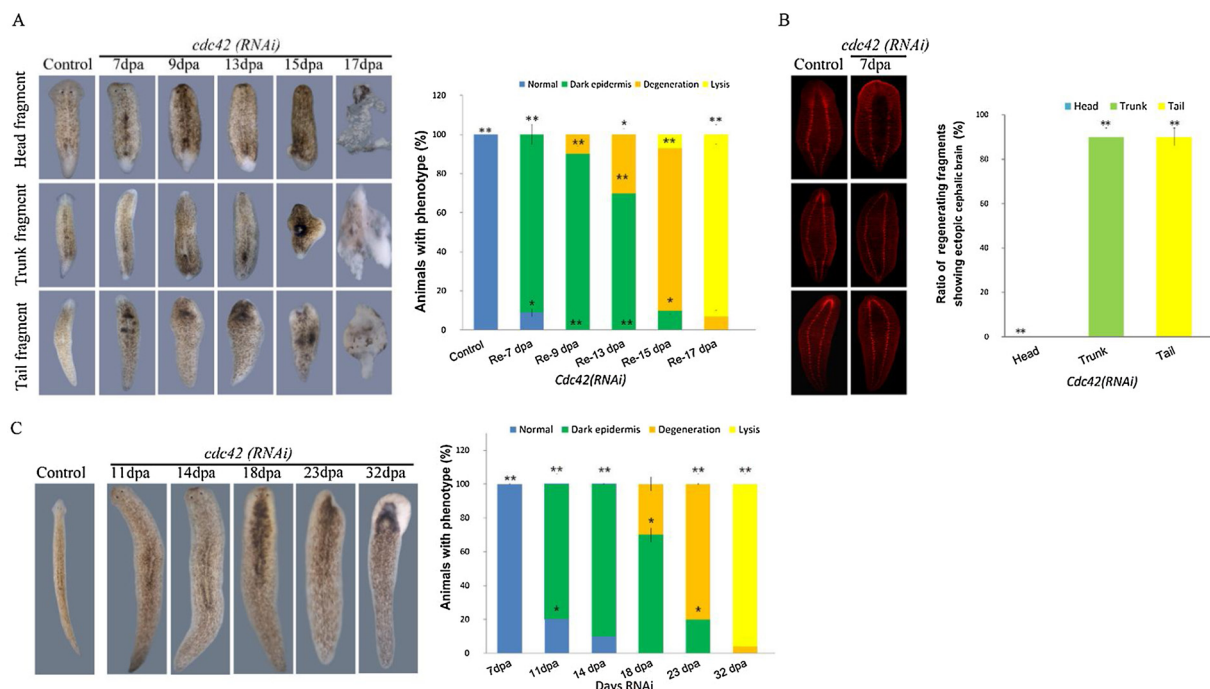 A
cdc42 (RNAi)
Control 7dpa 9dpa 13dpa 15dpa 17dpa
Head fragment
Trunk fragment
Tail fragment
Normal Dark epidermis Degeneration Lysis
Animals with phenotype (%)
120
100
80
60
40
20
0
** ** ** * ** **
** * ** ** * **
Control Re-7 dpa Re-9 dpa Re-13 dpa Re-15 dpa Re-17 dpa
Cdc42(RNAi)
B
cdc42 (RNAi)
Control 7dpa
Head Trunk Tail
Ratio of regenerating fragments
showing ectopic cephalic brain (%)
100
80
60
40
20
0
** ** **
Head Trunk Tail
Cdc42(RNAi)
C
cdc42 (RNAi)
Control 11dpa 14dpa 18dpa 23dpa 32dpa
Normal Dark epidermis Degeneration Lysis
Animals with phenotype (%)
120
100
80
60
40
20
0
** ** ** ** **
* * *
7dpa 11dpa 14 dpa 18 dpa 23 dpa 32 dpa
Days RNAi